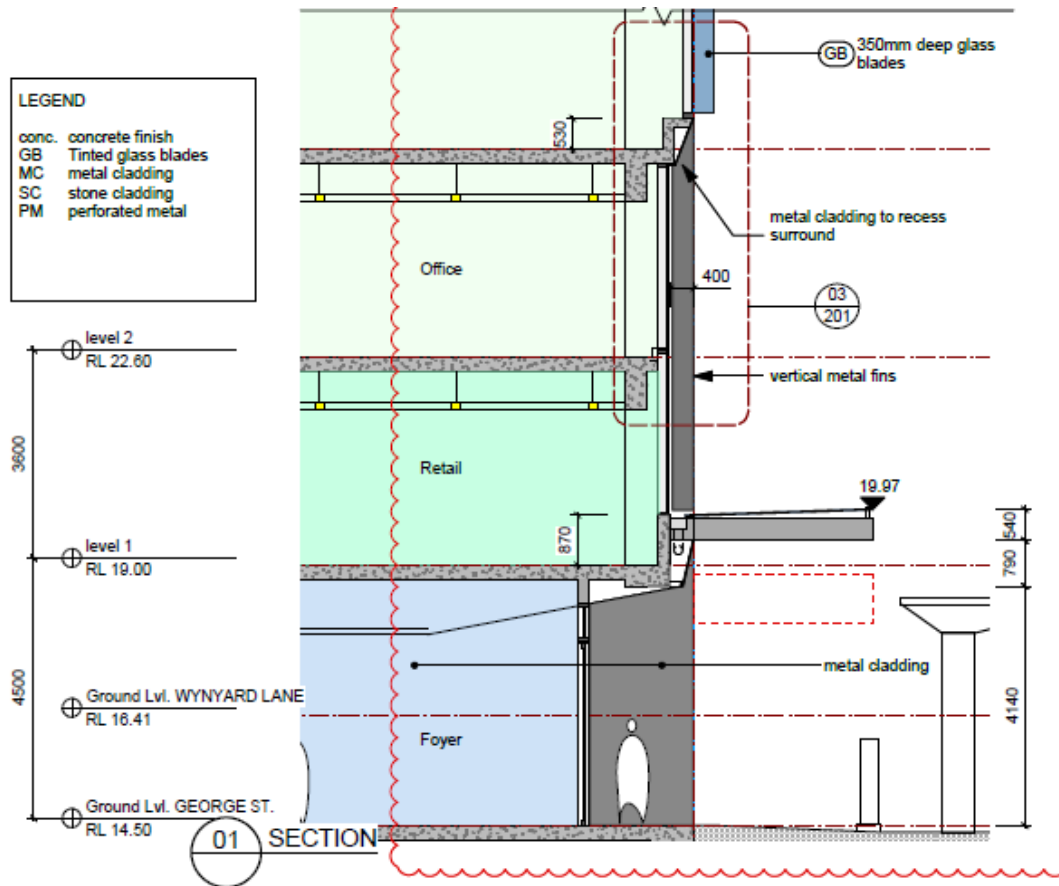 GB
350mm deep glass
blades
LEGEND
conc. concrete finish
GB Tinted glass blades
MC metal cladding
SC stone cladding
PM perforated metal
530
metal cladding to recess
surround
Office
400
03
201
level 2
RL 22.60
vertical metal fins
3600
Retail
19.97
870
540
790
level 1
RL 19.00
metal cladding
4500
Ground Lvl. WYNYARD LANE
RL 16.41
4140
Foyer
Ground Lvl. GEORGE ST.
RL 14.50
01
SECTION